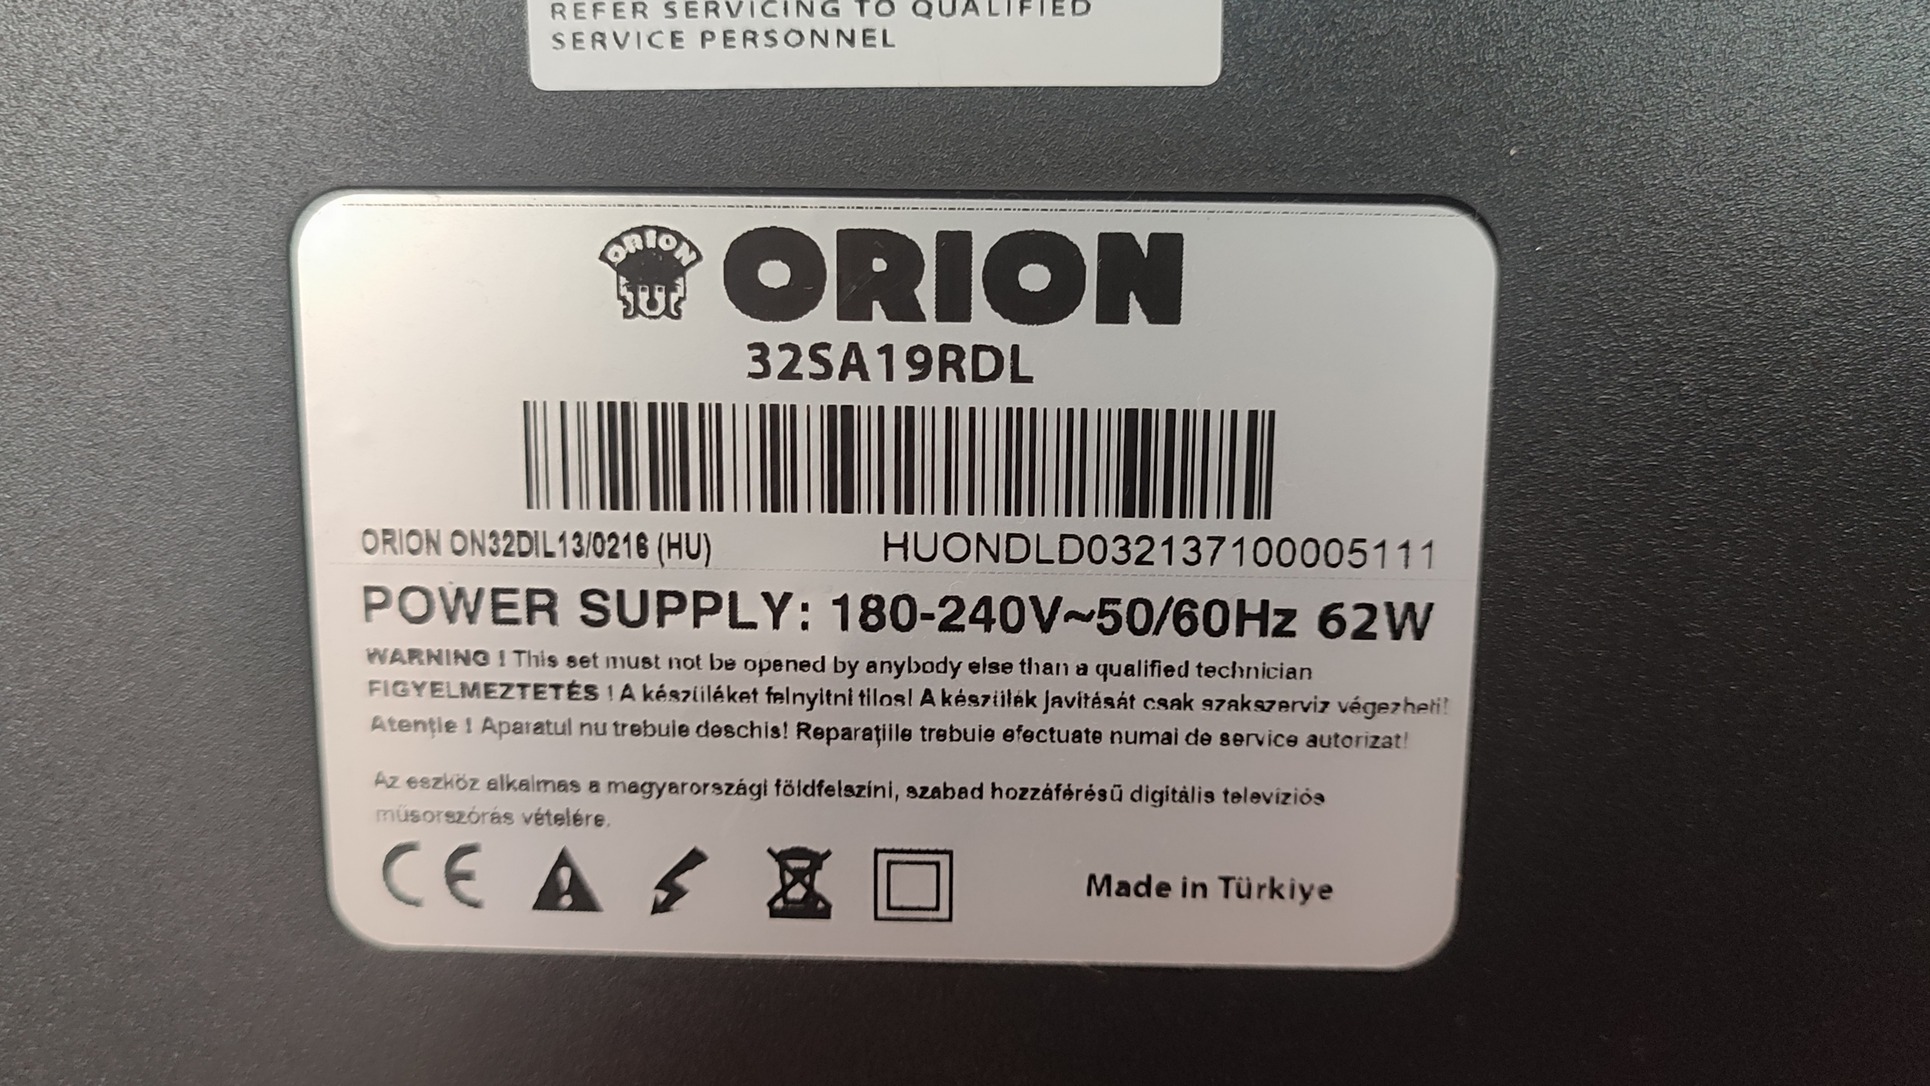 REFER SERVICING TO QUALIFIED
SERVICE PERSONNEL
ORION ORION
32SA19RDL
ORION ON32DIL13/0216 (HU) HUONDLD032137100005111
POWER SUPPLY: 180-240V~50/60Hz 62W
WARNING ! This set must not be opened by anybody else than a qualified technician
FIGYELMEZTETÉS ! A készüléket felnyitni tilos! A készülék javítását csak szakszerviz végezheti!
Atenţie ! Aparatul nu trebuie deschis! Reparaţiile trebuie efectuate numai de service autorizat!
Az eszköz alkalmas a magyarországi földfelszíni, szabad hozzáférésű digitális televíziós
műsorszórás vételére.
CE
Made in Türkiye